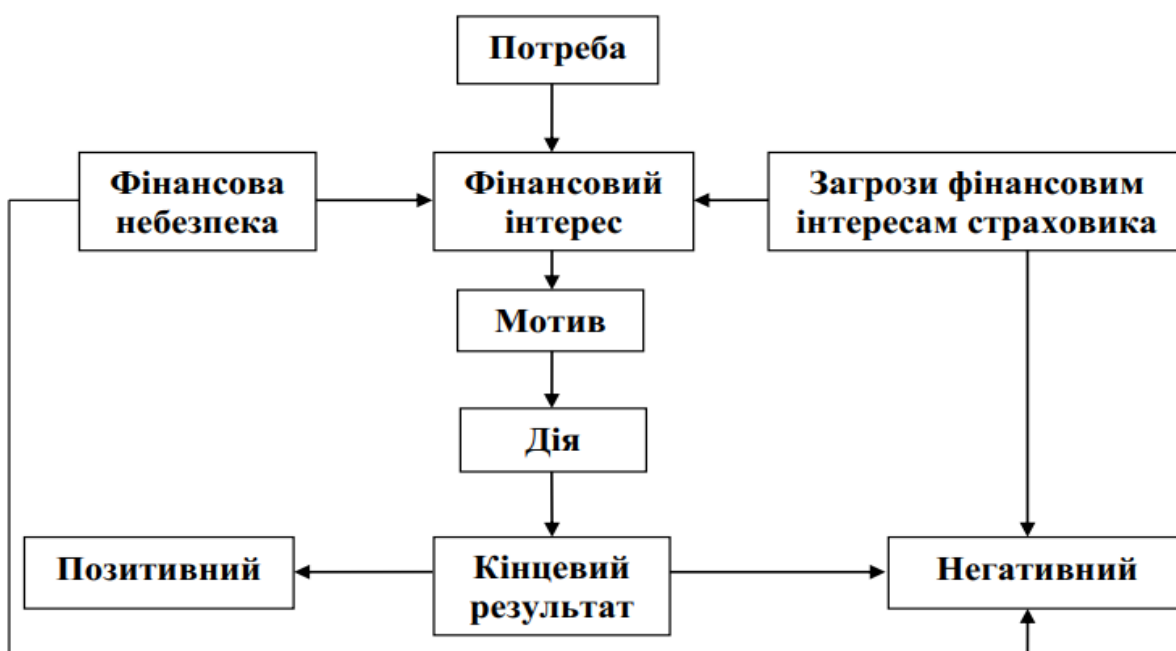 Потреба
Фінансова
небезпека
Фінансовий
інтерес
Загрози фінансовим
інтересам страховика
Мотив
Дія
Позитивний
Кінцевий
результат
Негативний